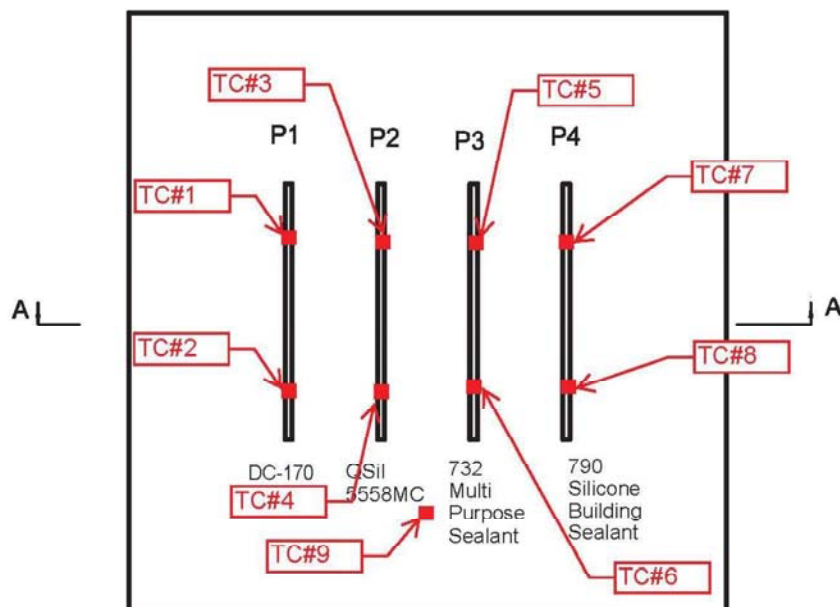 TC#3
TC#5
P1
P2
P3
P4
TC#1
TC#7
A
A
TC#2
TC#8
DC-170
QSil
5558MC
732
Multi
Purpose
Sealant
790
Silicone
Building
Sealant
TC#4
TC#9
TC#6